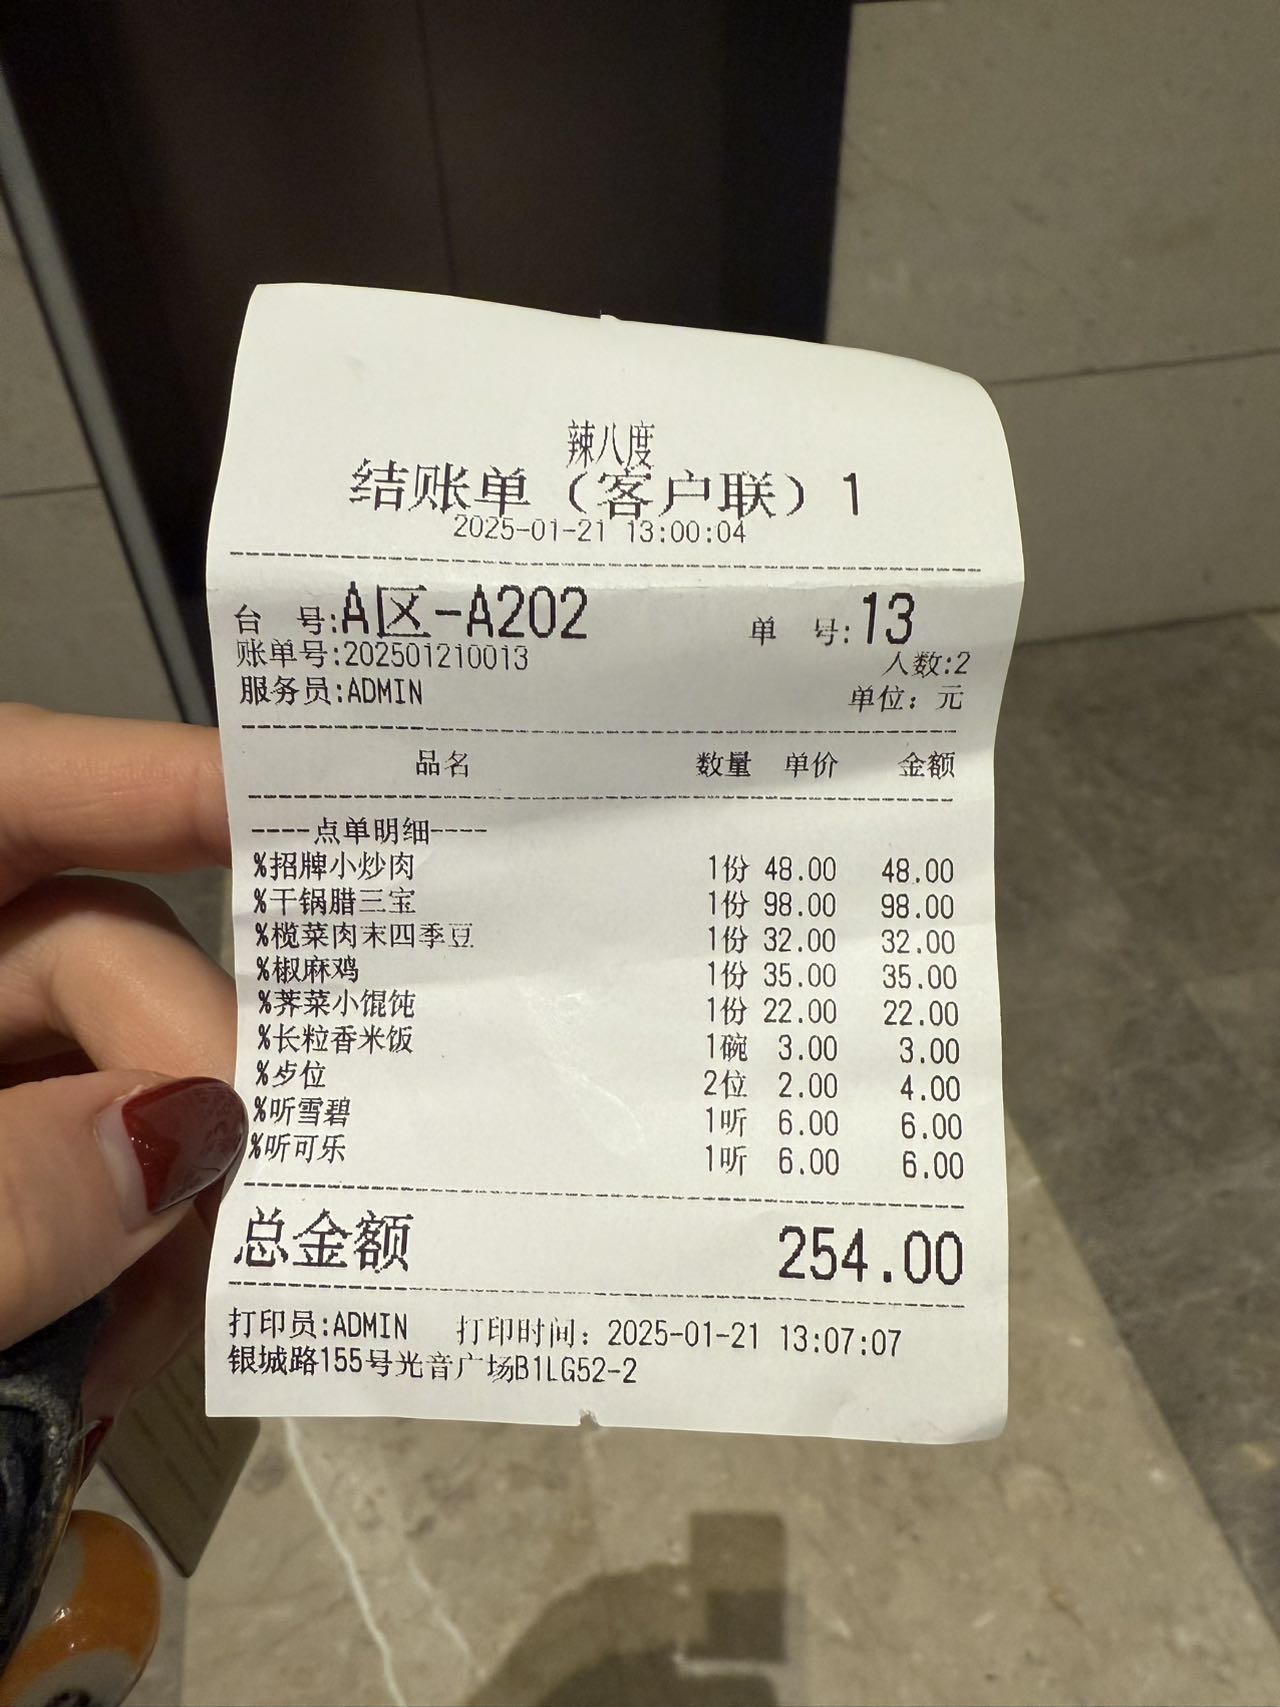 辣八度
结账单（客户联）1
2025-01-21 13:00:04
台 号:A区-A202 单 号:13
账单号:202501210013 人数:2
服务员:ADMIN 单位：元
品名 数量 单价 金额
----点单明细----
%招牌小炒肉 1份 48.00 48.00
%干锅腊三宝 1份 98.00 98.00
%榄菜肉末四季豆 1份 32.00 32.00
%椒麻鸡 1份 35.00 35.00
%荠菜小馄饨 1份 22.00 22.00
%长粒香米饭 1碗 3.00 3.00
%歺位 2位 2.00 4.00
%听雪碧 1听 6.00 6.00
%听可乐 1听 6.00 6.00
总金额 254.00
打印员:ADMIN 打印时间：2025-01-21 13:07:07
银城路155号光音广场B1LG52-2